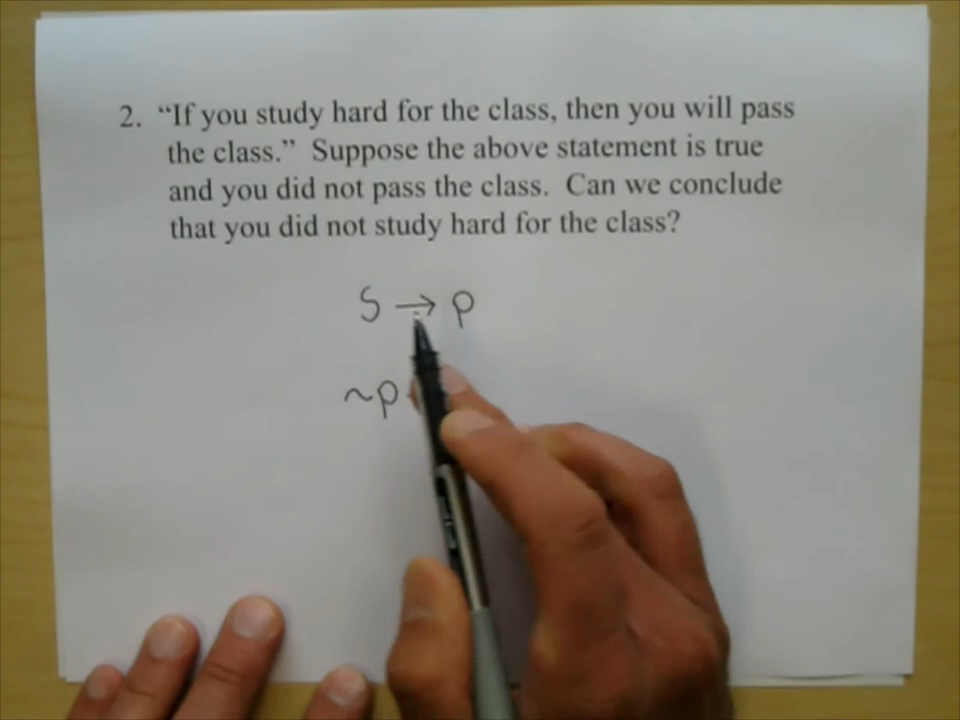 2. “If you study hard for the class, then you will pass
the class.” Suppose the above statement is true
and you did not pass the class. Can we conclude
that you did not study hard for the class?
S → p
~p